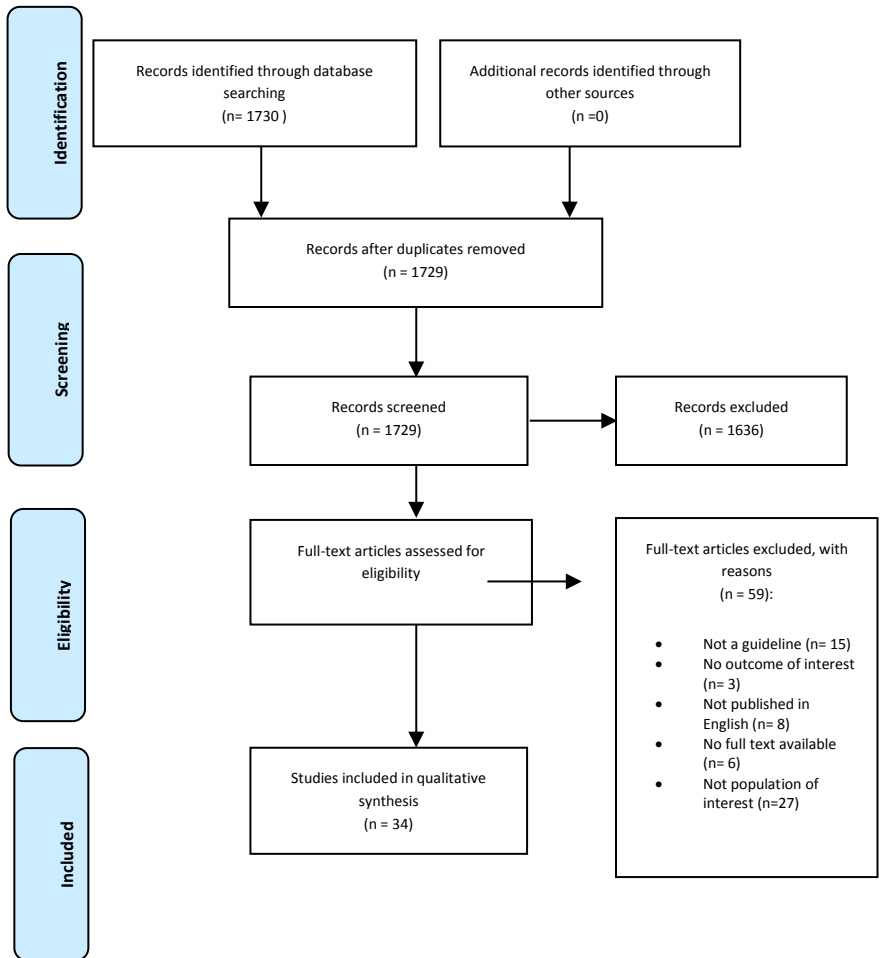 Identification
Records identified through database
searching
(n= 1730 )
Additional records identified through
other sources
(n =0)
Records after duplicates removed
(n = 1729)
Screening
Records screened
(n = 1729)
Records excluded
(n = 1636)
Eligibility
Full-text articles assessed for
eligibility
Full-text articles excluded, with
reasons
(n = 59):
• Not a guideline (n= 15)
• No outcome of interest
(n= 3)
• Not published in
English (n= 8)
• No full text available
(n= 6)
• Not population of
interest (n=27)
Included
Studies included in qualitative
synthesis
(n = 34)